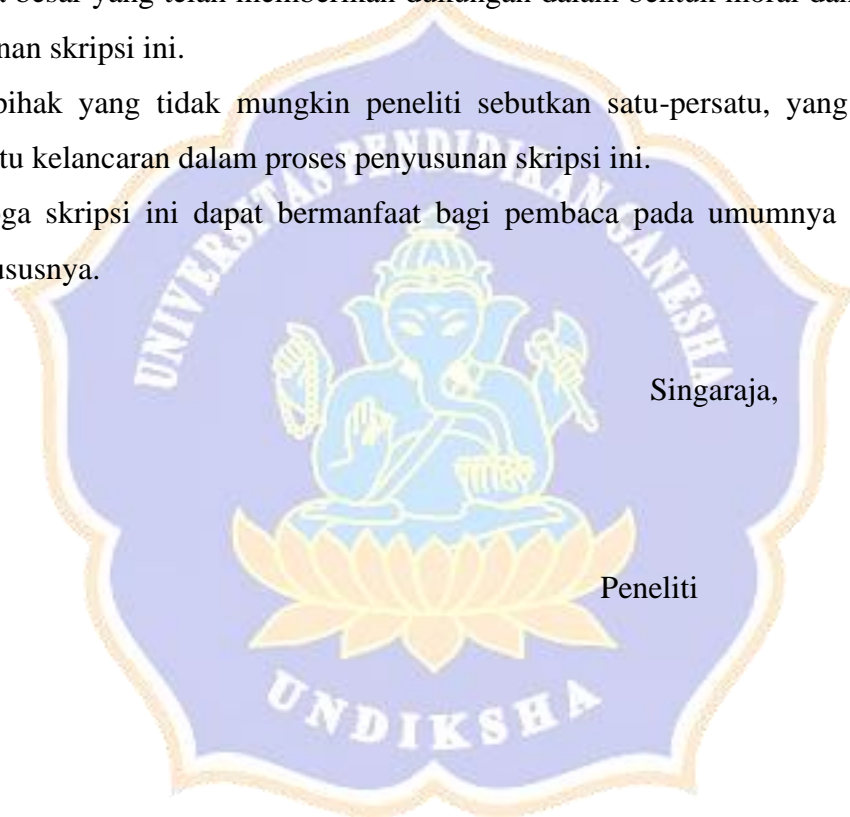 besar yang telah memberikan dukungan dalam bentuk moral dan
nan skripsi ini.
pihak yang tidak mungkin peneliti sebutkan satu-persatu, yang
tu kelancaran dalam proses penyusunan skripsi ini.
ga skripsi ini dapat bermanfaat bagi pembaca pada umumnya
ususnya.
UNIVERSITAS PENDIDIKAN GANESHA
Singaraja,
Peneliti
UNDIKSHA